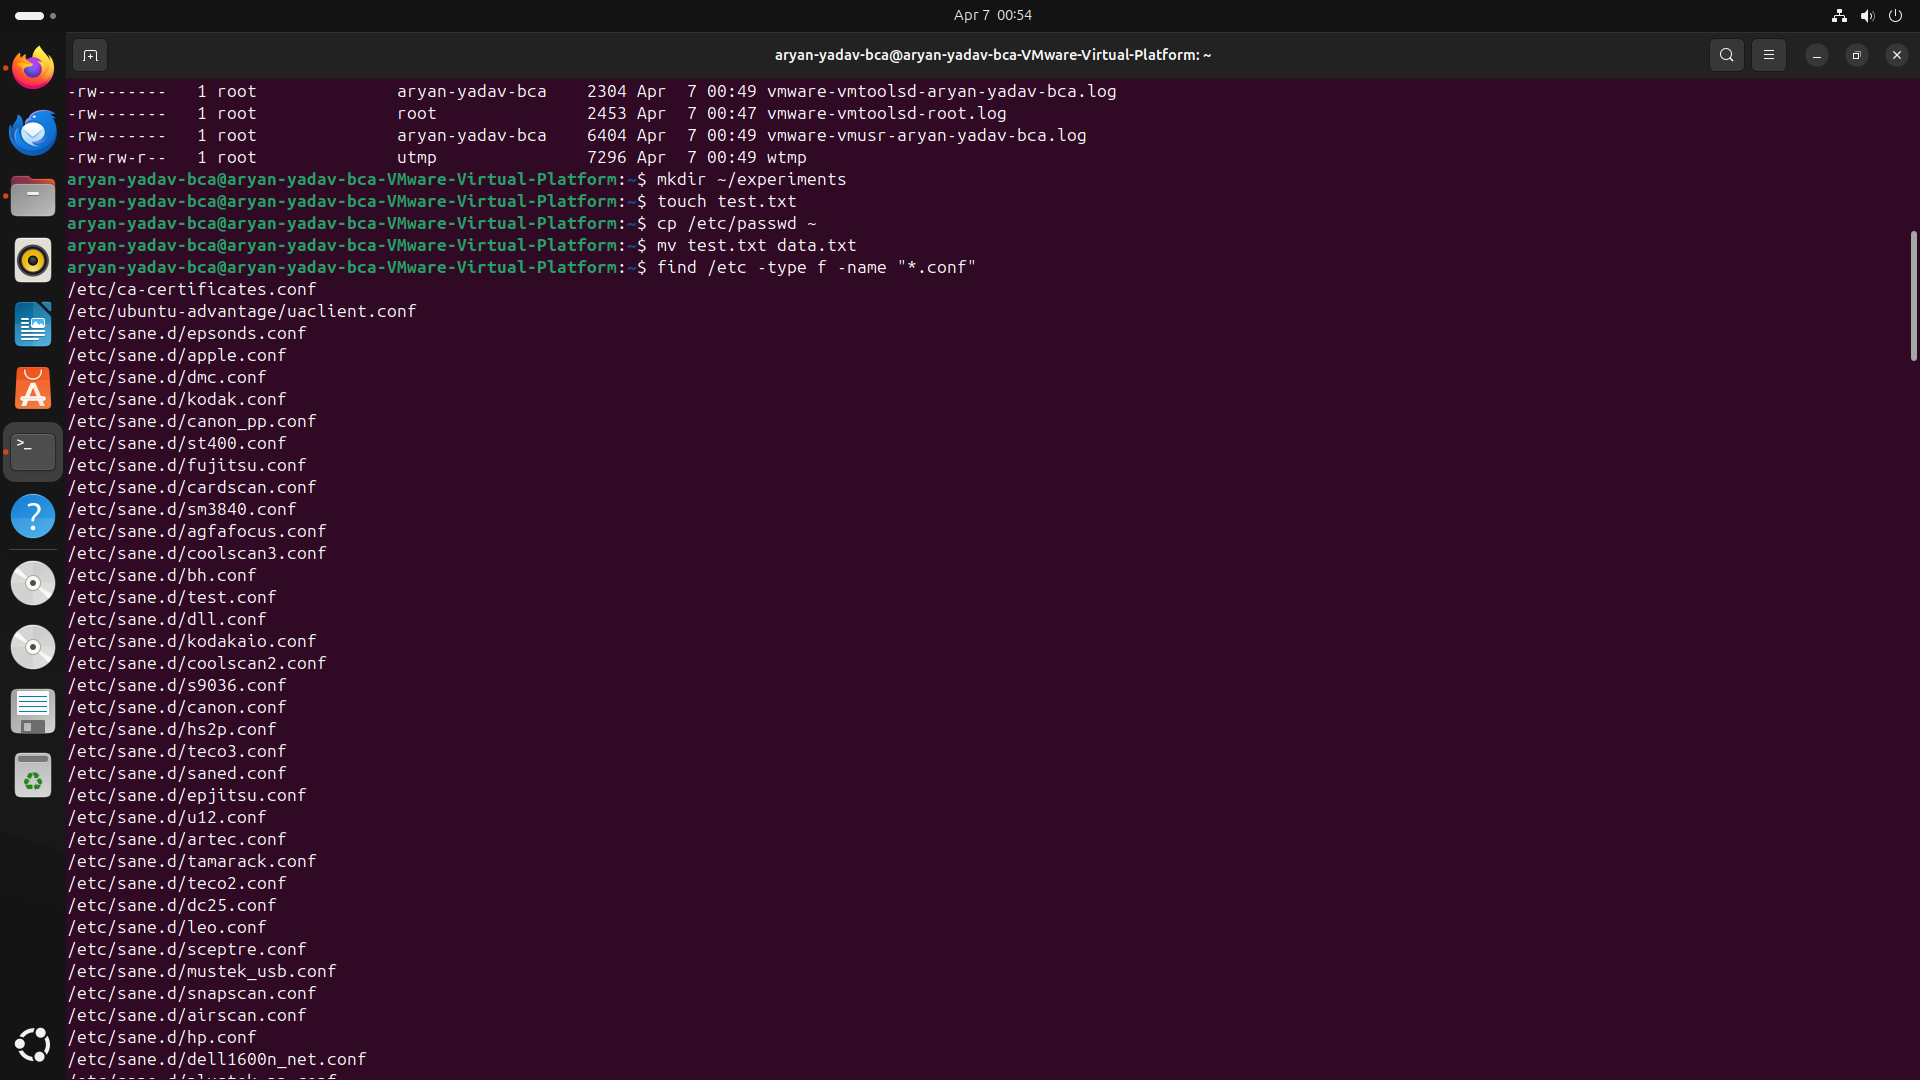 Apr 7 00:54
aryan-yadav-bca@aryan-yadav-bca-VMware-Virtual-Platform: ~
-rw------- 1 root aryan-yadav-bca 2304 Apr 7 00:49 vmware-vmtoolsd-aryan-yadav-bca.log
-rw------- 1 root root 2453 Apr 7 00:47 vmware-vmtoolsd-root.log
-rw------- 1 root aryan-yadav-bca 6404 Apr 7 00:49 vmware-vmusr-aryan-yadav-bca.log
-rw-rw-r-- 1 root utmp 7296 Apr 7 00:49 wtmp
aryan-yadav-bca@aryan-yadav-bca-VMware-Virtual-Platform:~$ mkdir ~/experiments
aryan-yadav-bca@aryan-yadav-bca-VMware-Virtual-Platform:~$ touch test.txt
aryan-yadav-bca@aryan-yadav-bca-VMware-Virtual-Platform:~$ cp /etc/passwd ~
aryan-yadav-bca@aryan-yadav-bca-VMware-Virtual-Platform:~$ mv test.txt data.txt
aryan-yadav-bca@aryan-yadav-bca-VMware-Virtual-Platform:~$ find /etc -type f -name "*.conf"
/etc/ca-certificates.conf
/etc/ubuntu-advantage/uaclient.conf
/etc/sane.d/epsonds.conf
/etc/sane.d/apple.conf
/etc/sane.d/dmc.conf
/etc/sane.d/kodak.conf
/etc/sane.d/canon_pp.conf
/etc/sane.d/st400.conf
/etc/sane.d/fujitsu.conf
/etc/sane.d/cardscan.conf
/etc/sane.d/sm3840.conf
/etc/sane.d/agfafocus.conf
/etc/sane.d/coolscan3.conf
/etc/sane.d/bh.conf
/etc/sane.d/test.conf
/etc/sane.d/dll.conf
/etc/sane.d/kodakaio.conf
/etc/sane.d/coolscan2.conf
/etc/sane.d/s9036.conf
/etc/sane.d/canon.conf
/etc/sane.d/hs2p.conf
/etc/sane.d/teco3.conf
/etc/sane.d/saned.conf
/etc/sane.d/epjitsu.conf
/etc/sane.d/u12.conf
/etc/sane.d/artec.conf
/etc/sane.d/tamarack.conf
/etc/sane.d/teco2.conf
/etc/sane.d/dc25.conf
/etc/sane.d/leo.conf
/etc/sane.d/sceptre.conf
/etc/sane.d/mustek_usb.conf
/etc/sane.d/snapscan.conf
/etc/sane.d/airscan.conf
/etc/sane.d/hp.conf
/etc/sane.d/dell1600n_net.conf